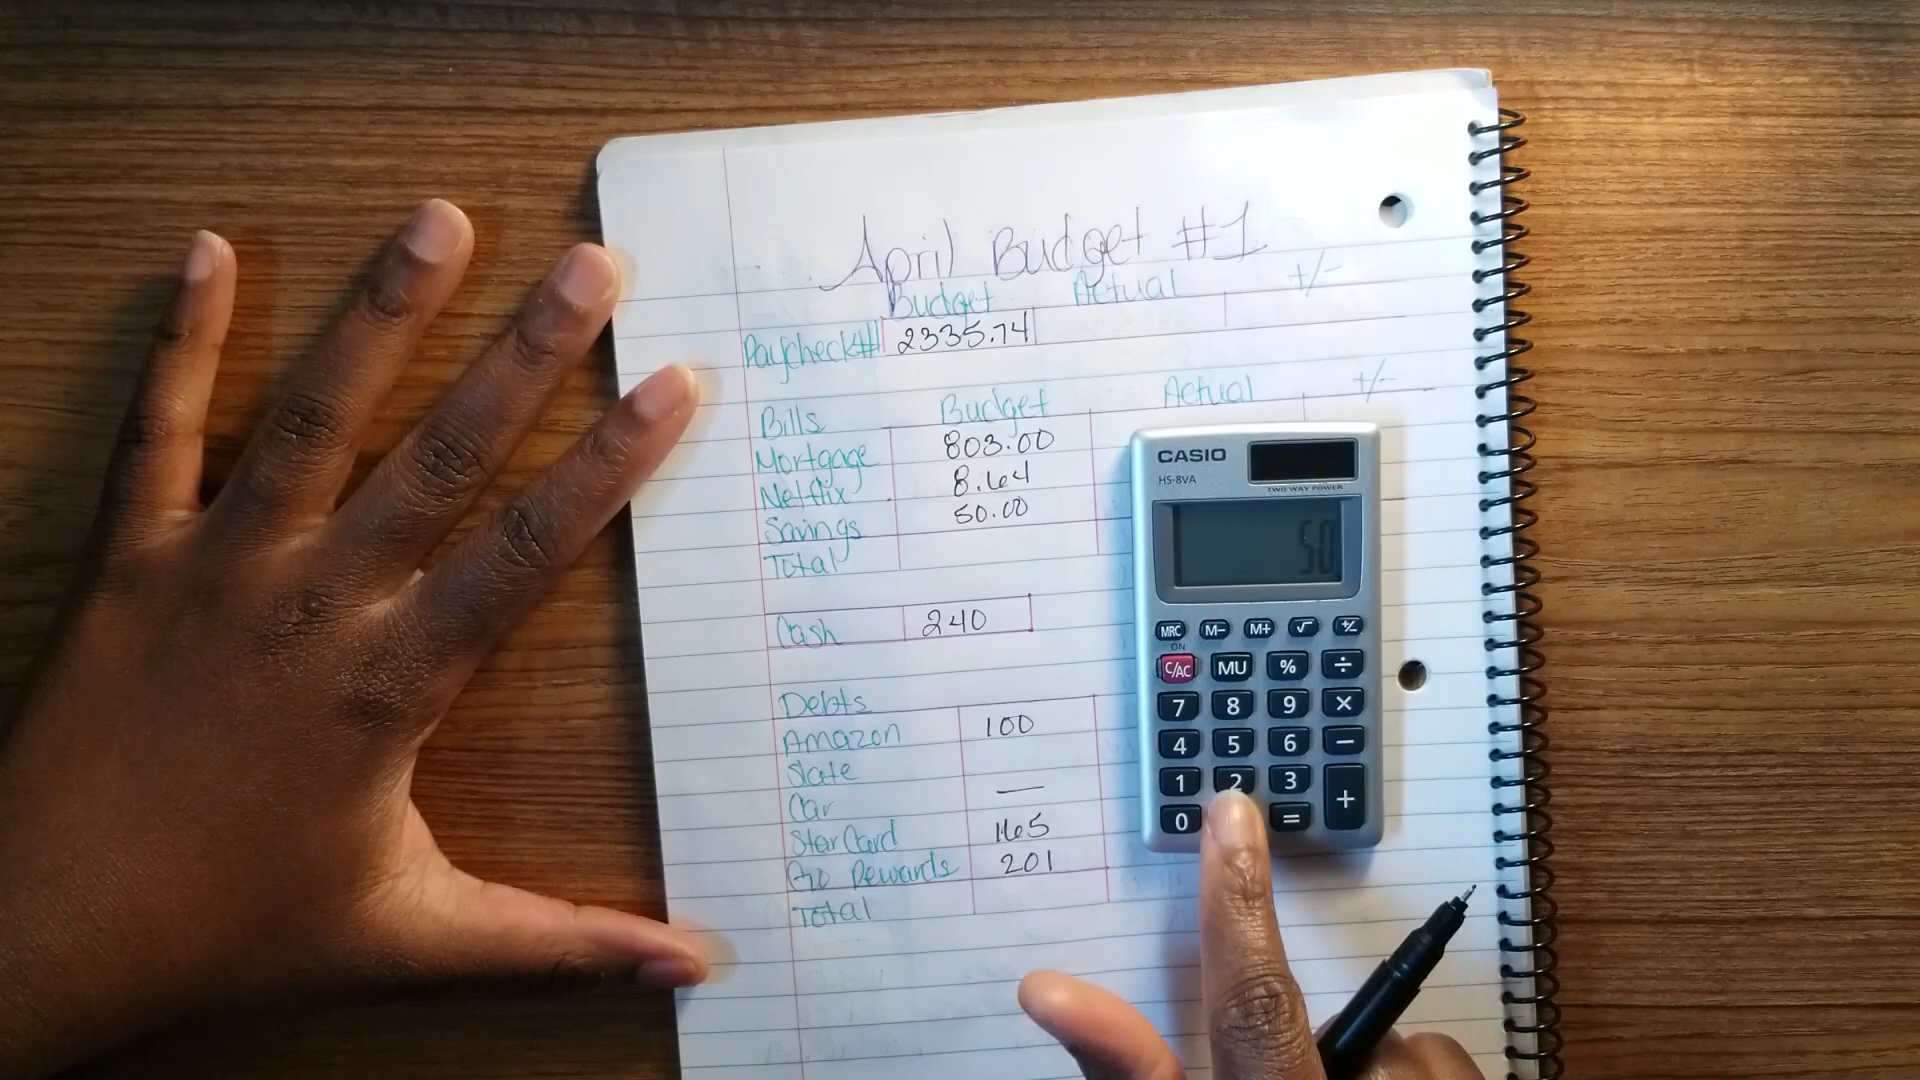 April Budget #1
Budget Actual +/-
Paycheck#1 2335.74
Bills Budget Actual +/-
Mortgage 803.00
Netflix 8.64
Savings 50.00
Total
Cash 240
Debts
Amazon 100
Slate
Car —
Star Card 165
Go Rewards 201
Total
CASIO
HS-8VA
TWO WAY POWER
50
MRC M− M+ √ +/−
ON
C/AC MU % ÷
7 8 9 ×
4 5 6 −
1 2 3 +
0 =